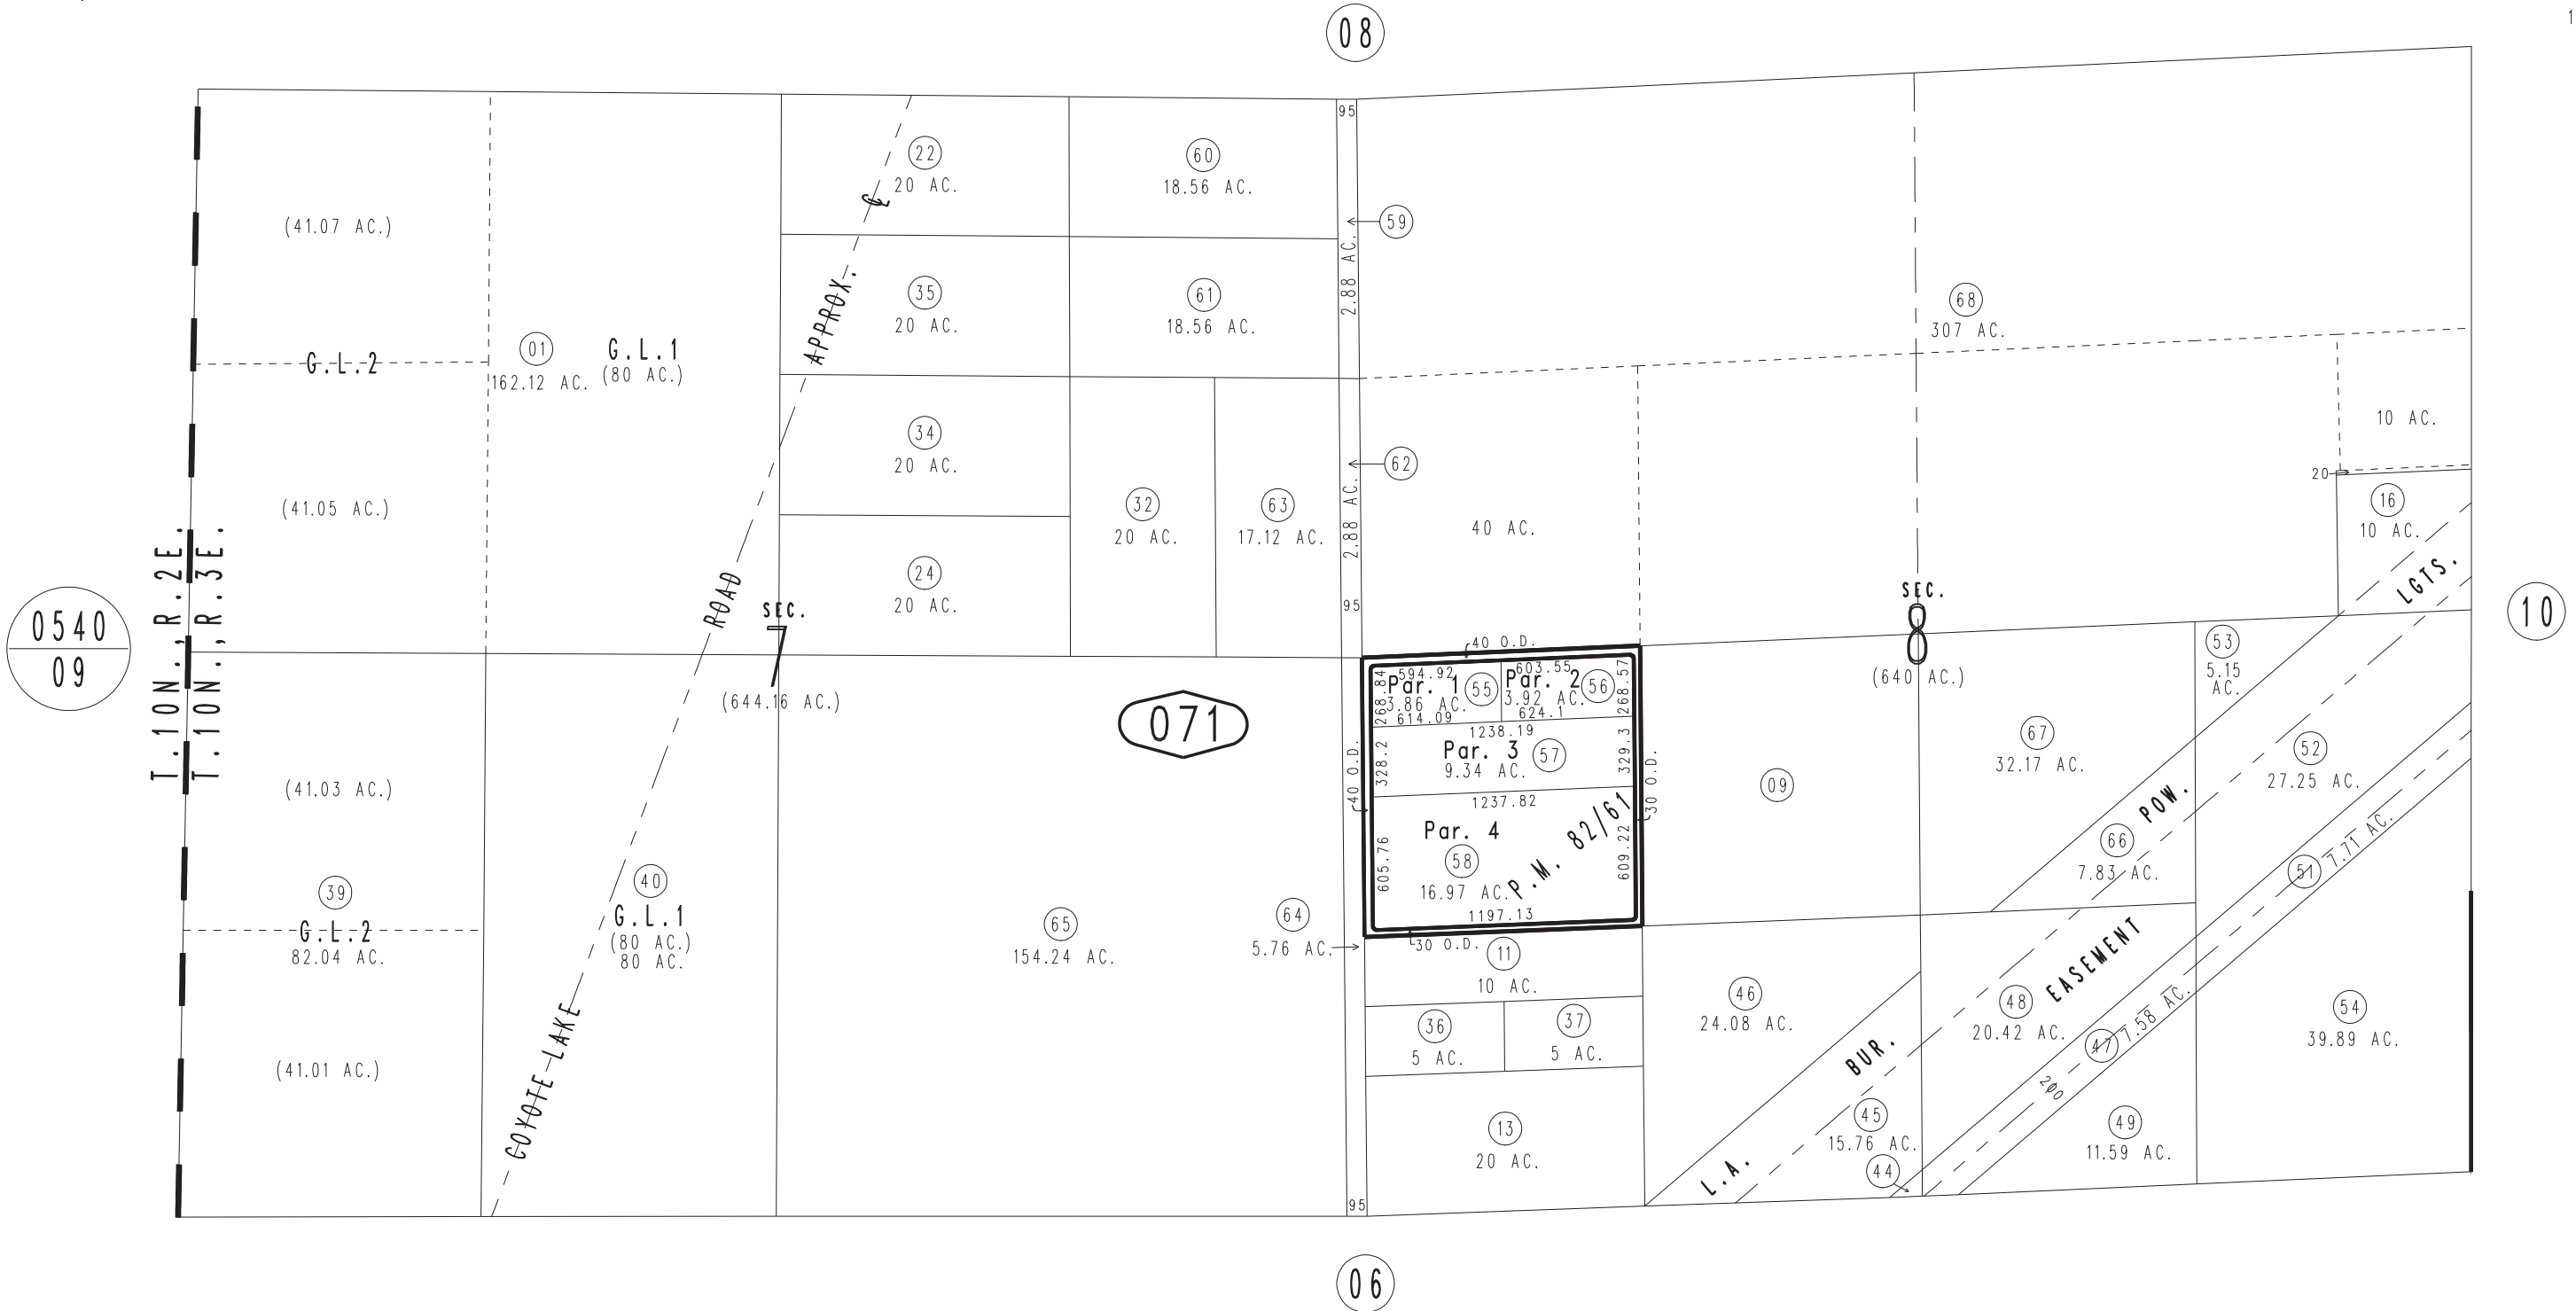 08
1
95
22
20 AC.
60
18.56 AC.
59
2.88 AC.
(41.07 AC.)
℄
APPROX.
35
20 AC.
61
18.56 AC.
68
307 AC.
G.L.2
01
162.12 AC.
G.L.1
(80 AC.)
34
20 AC.
62
2.88 AC.
10 AC.
20
16
10 AC.
(41.05 AC.)
32
20 AC.
63
17.12 AC.
40 AC.
24
20 AC.
95
ROAD
SEC.
7
(644.16 AC.)
SEC.
8
(640 AC.)
LGTS.
10
0540
09
T.10N.,R.2E.
T.10N.,R.3E.
071
40 O.D.
594.92
603.55
268.84
Par. 1
55
3.86 AC.
614.09
Par. 2
56
3.92 AC.
624.1
268.57
1238.19
328.2
Par. 3
57
9.34 AC.
329.3
40 O.D.
30 O.D.
1237.82
Par. 4
58
16.97 AC.
605.76
609.22
P.M. 82/61
1197.13
30 O.D.
53
5.15
AC.
67
32.17 AC.
52
27.25 AC.
09
POW.
66
7.83 AC.
51
7.71 AC.
(41.03 AC.)
39
G.L.2
82.04 AC.
40
G.L.1
(80 AC.)
80 AC.
65
154.24 AC.
64
5.76 AC.
11
10 AC.
36
5 AC.
37
5 AC.
46
24.08 AC.
EASEMENT
48
20.42 AC.
47
7.58 AC.
200
54
39.89 AC.
(41.01 AC.)
COYOTE LAKE
13
20 AC.
BUR.
L.A.
45
15.76 AC.
44
49
11.59 AC.
95
06